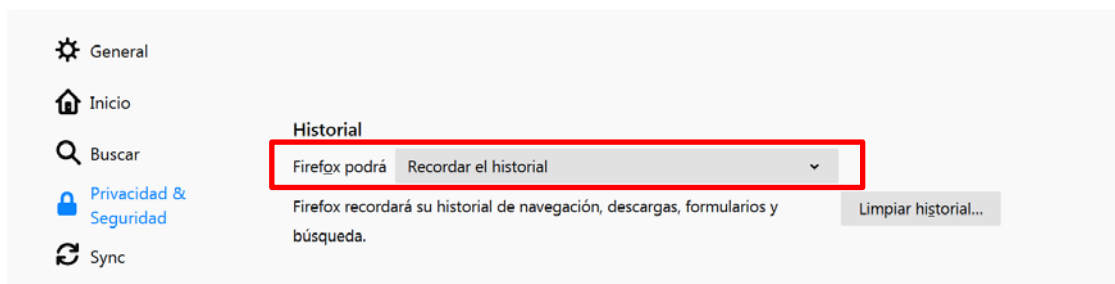 General
Inicio
Buscar
Privacidad &
Seguridad
Sync
Historial
Firefox podrá Recordar el historial
Firefox recordará su historial de navegación, descargas, formularios y
búsqueda.
Limpiar historial...